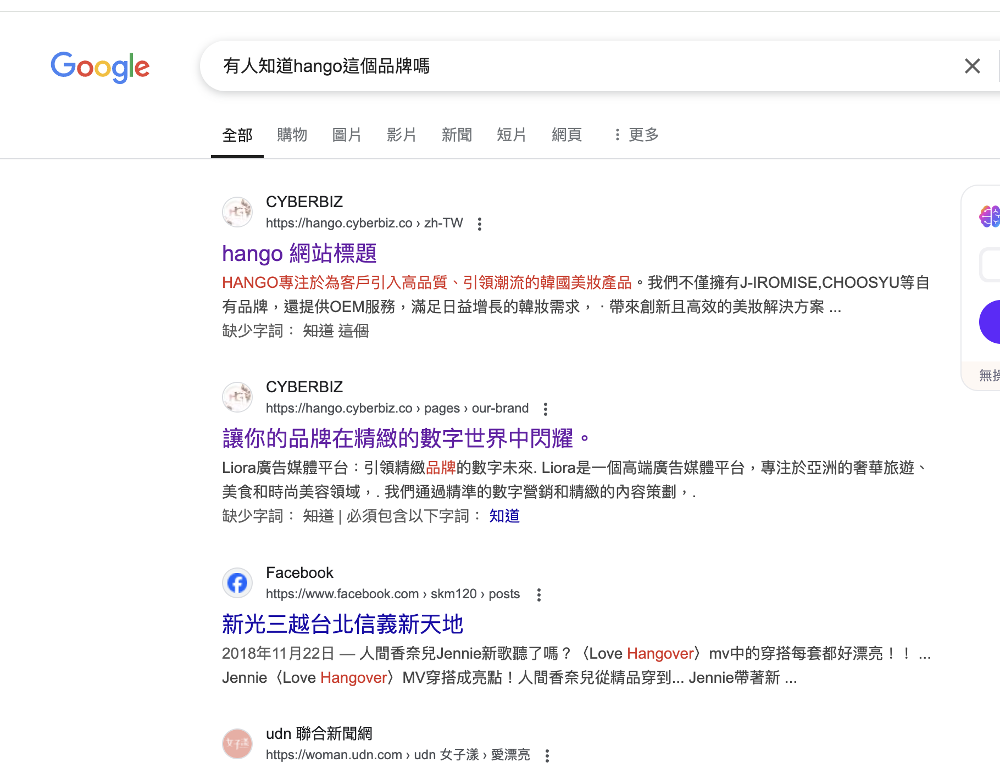 Google
有人知道hango這個品牌嗎
全部 購物 圖片 影片 新聞 短片 網頁 ⋮ 更多
CYBERBIZ
https://hango.cyberbiz.co › zh-TW
hango 網站標題
HANGO專注於為客戶引入高品質、引領潮流的韓國美妝產品。我們不僅擁有J-IROMISE,CHOOSYU等自
有品牌，還提供OEM服務，滿足日益增長的韓妝需求， · 帶來創新且高效的美妝解決方案 ...
缺少字詞： 知道 這個
CYBERBIZ
https://hango.cyberbiz.co › pages › our-brand
讓你的品牌在精緻的數字世界中閃耀。
Liora廣告媒體平台：引領精緻品牌的數字未來. Liora是一個高端廣告媒體平台，專注於亞洲的奢華旅遊、
美食和時尚美容領域，. 我們通過精準的數字營銷和精緻的內容策劃，.
缺少字詞： 知道 | 必須包含以下字詞： 知道
無
Facebook
https://www.facebook.com › skm120 › posts
新光三越台北信義新天地
2018年11月22日 — 人間香奈兒Jennie新歌聽了嗎？〈Love Hangover〉mv中的穿搭每套都好漂亮！！ ...
Jennie〈Love Hangover〉MV穿搭成亮點！人間香奈兒從精品穿到... Jennie帶著新 ...
女子漾
udn 聯合新聞網
https://woman.udn.com › udn 女子漾 › 愛漂亮